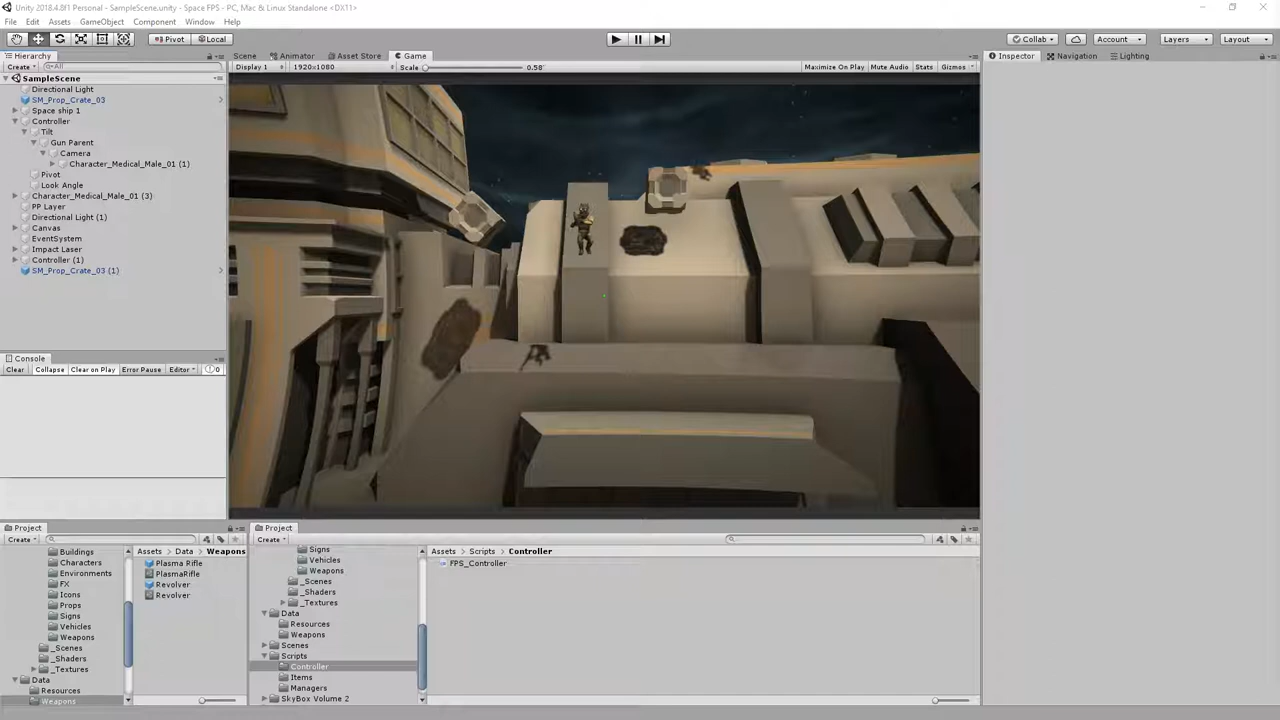 Unity 2018.4.8f1 Personal - SampleScene.unity - Space FPS - PC, Mac & Linux Standalone <DX11>
File Edit Assets GameObject Component Window Help
Pivot Local Collab Account Layers Layout
Hierarchy Scene Animator Asset Store Game Inspector Navigation Lighting
Create All Display 1 1920x1080 Scale 0.58° Maximize On Play Mute Audio Stats Gizmos
SampleScene
Directional Light
SM_Prop_Crate_03
Space ship 1
Controller
Tilt
Gun Parent
Camera
Character_Medical_Male_01 (1)
Pivot
Look Angle
Character_Medical_Male_01 (3)
PP Layer
Directional Light (1)
Canvas
EventSystem
Impact Laser
Controller (1)
SM_Prop_Crate_03 (1)
Console
Clear Collapse Clear on Play Error Pause Editor 0
Project
Create
Buildings
Characters
Environments
FX
Icons
Props
Signs
Vehicles
Weapons
_Scenes
_Shaders
_Textures
Data
Resources
Weapons
Assets Data Weapons
Plasma Rifle
PlasmaRifle
Revolver
Revolver
Project
Create
Signs
Vehicles
Weapons
_Scenes
_Shaders
_Textures
Data
Resources
Weapons
Scenes
Scripts
Controller
Items
Managers
SkyBox Volume 2
Assets Scripts Controller
FPS_Controller